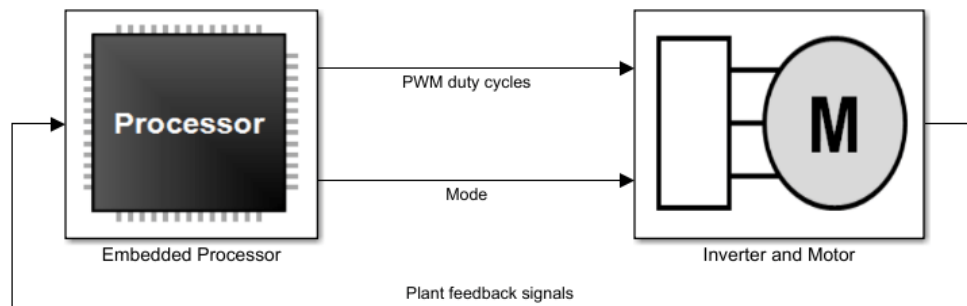 Processor
PWM duty cycles
M
Mode
Embedded Processor
Inverter and Motor
Plant feedback signals